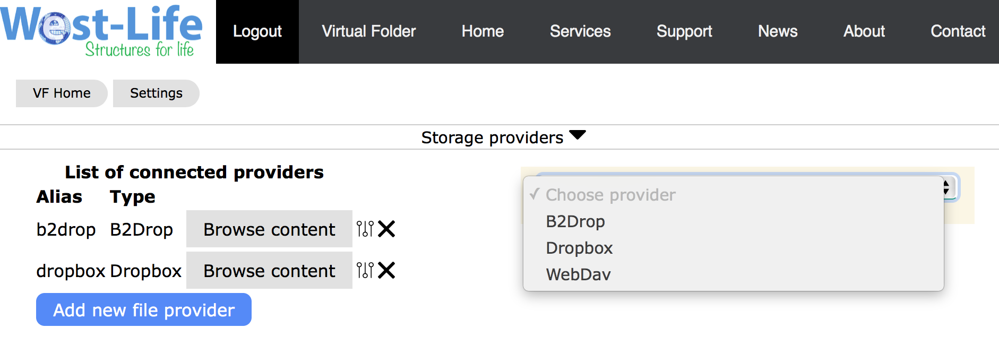 West-Life
Structures for life
Logout Virtual Folder Home Services Support News About Contact
VF Home Settings
Storage providers
List of connected providers
Alias Type
b2drop B2Drop Browse content
dropbox Dropbox Browse content
Add new file provider
✓ Choose provider
B2Drop
Dropbox
WebDav